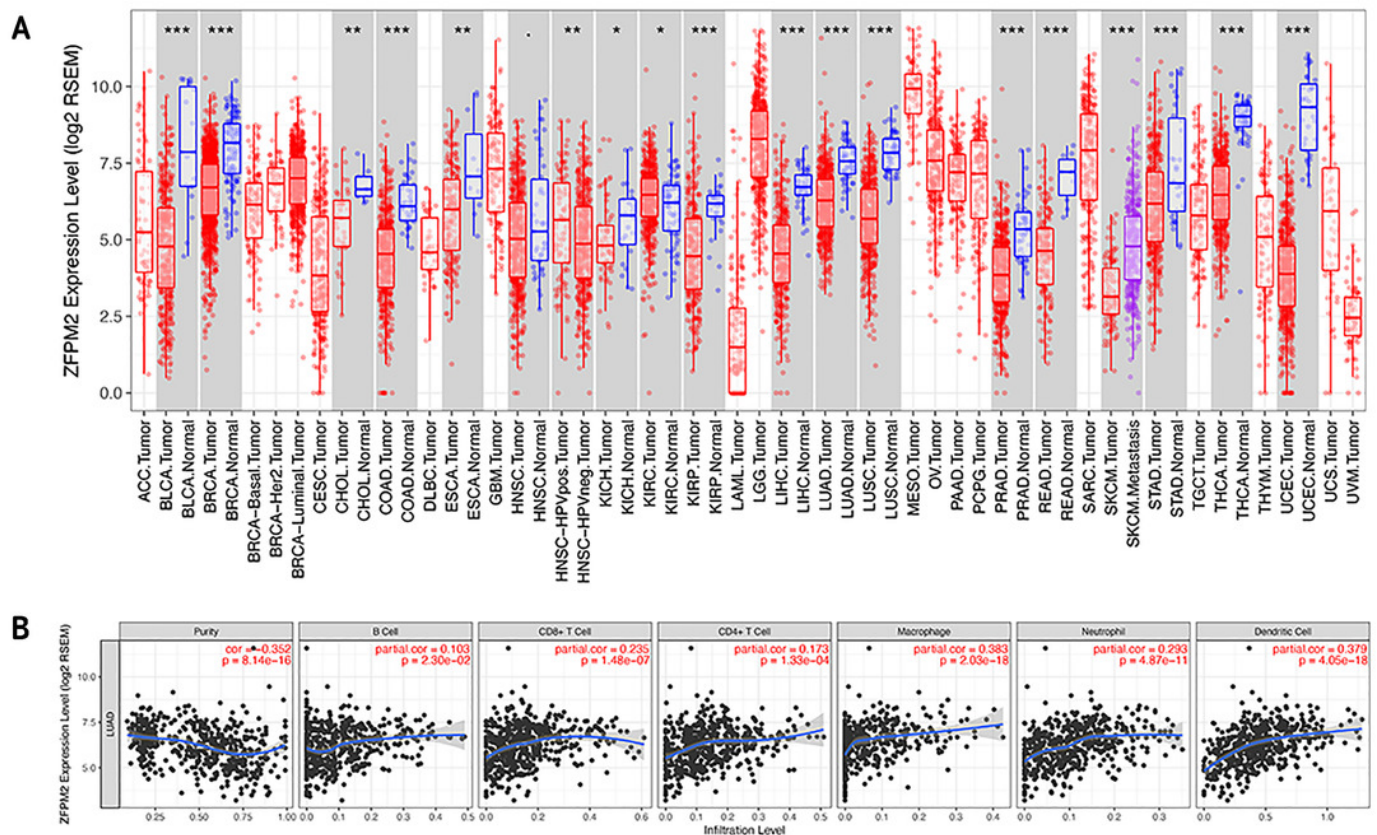 A
*** *** ** *** ** . ** * * *** *** *** *** *** *** *** *** *** ***
ZFPM2 Expression Level (log2 RSEM)
10.0
7.5
5.0
2.5
0.0
ACC.Tumor
BLCA.Tumor
BLCA.Normal
BRCA.Tumor
BRCA.Normal
BRCA-Basal.Tumor
BRCA-Her2.Tumor
BRCA-Luminal.Tumor
CESC.Tumor
CHOL.Tumor
CHOL.Normal
COAD.Tumor
COAD.Normal
DLBC.Tumor
ESCA.Tumor
ESCA.Normal
GBM.Tumor
HNSC.Tumor
HNSC.Normal
HNSC-HPVpos.Tumor
HNSC-HPVneg.Tumor
KICH.Tumor
KICH.Normal
KIRC.Tumor
KIRC.Normal
KIRP.Tumor
KIRP.Normal
LAML.Tumor
LGG.Tumor
LIHC.Tumor
LIHC.Normal
LUAD.Tumor
LUAD.Normal
LUSC.Tumor
LUSC.Normal
MESO.Tumor
OV.Tumor
PAAD.Tumor
PCPG.Tumor
PRAD.Tumor
PRAD.Normal
READ.Tumor
READ.Normal
SARC.Tumor
SKCM.Tumor
SKCM.Metastasis
STAD.Tumor
STAD.Normal
TGCT.Tumor
THCA.Tumor
THCA.Normal
THYM.Tumor
UCEC.Tumor
UCEC.Normal
UCS.Tumor
UVM.Tumor
B
Purity B Cell CD8+ T Cell CD4+ T Cell Macrophage Neutrophil Dendritic Cell
cor = -0.352 partial.cor = 0.103 partial.cor = 0.235 partial.cor = 0.173 partial.cor = 0.383 partial.cor = 0.293 partial.cor = 0.379
p = 8.14e-16 p = 2.30e-02 p = 1.48e-07 p = 1.33e-04 p = 2.03e-18 p = 4.87e-11 p = 4.05e-18
ZFPM2 Expression Level (log2 RSEM)
LUAD
10.0
7.5
5.0
0.25 0.50 0.75 1.00 0.0 0.1 0.2 0.3 0.4 0.5 0.0 0.2 0.4 0.6 0.0 0.1 0.2 0.3 0.4 0.5 0.0 0.1 0.2 0.3 0.4 0.0 0.1 0.2 0.3 0.0 0.5 1.0
Infiltration Level